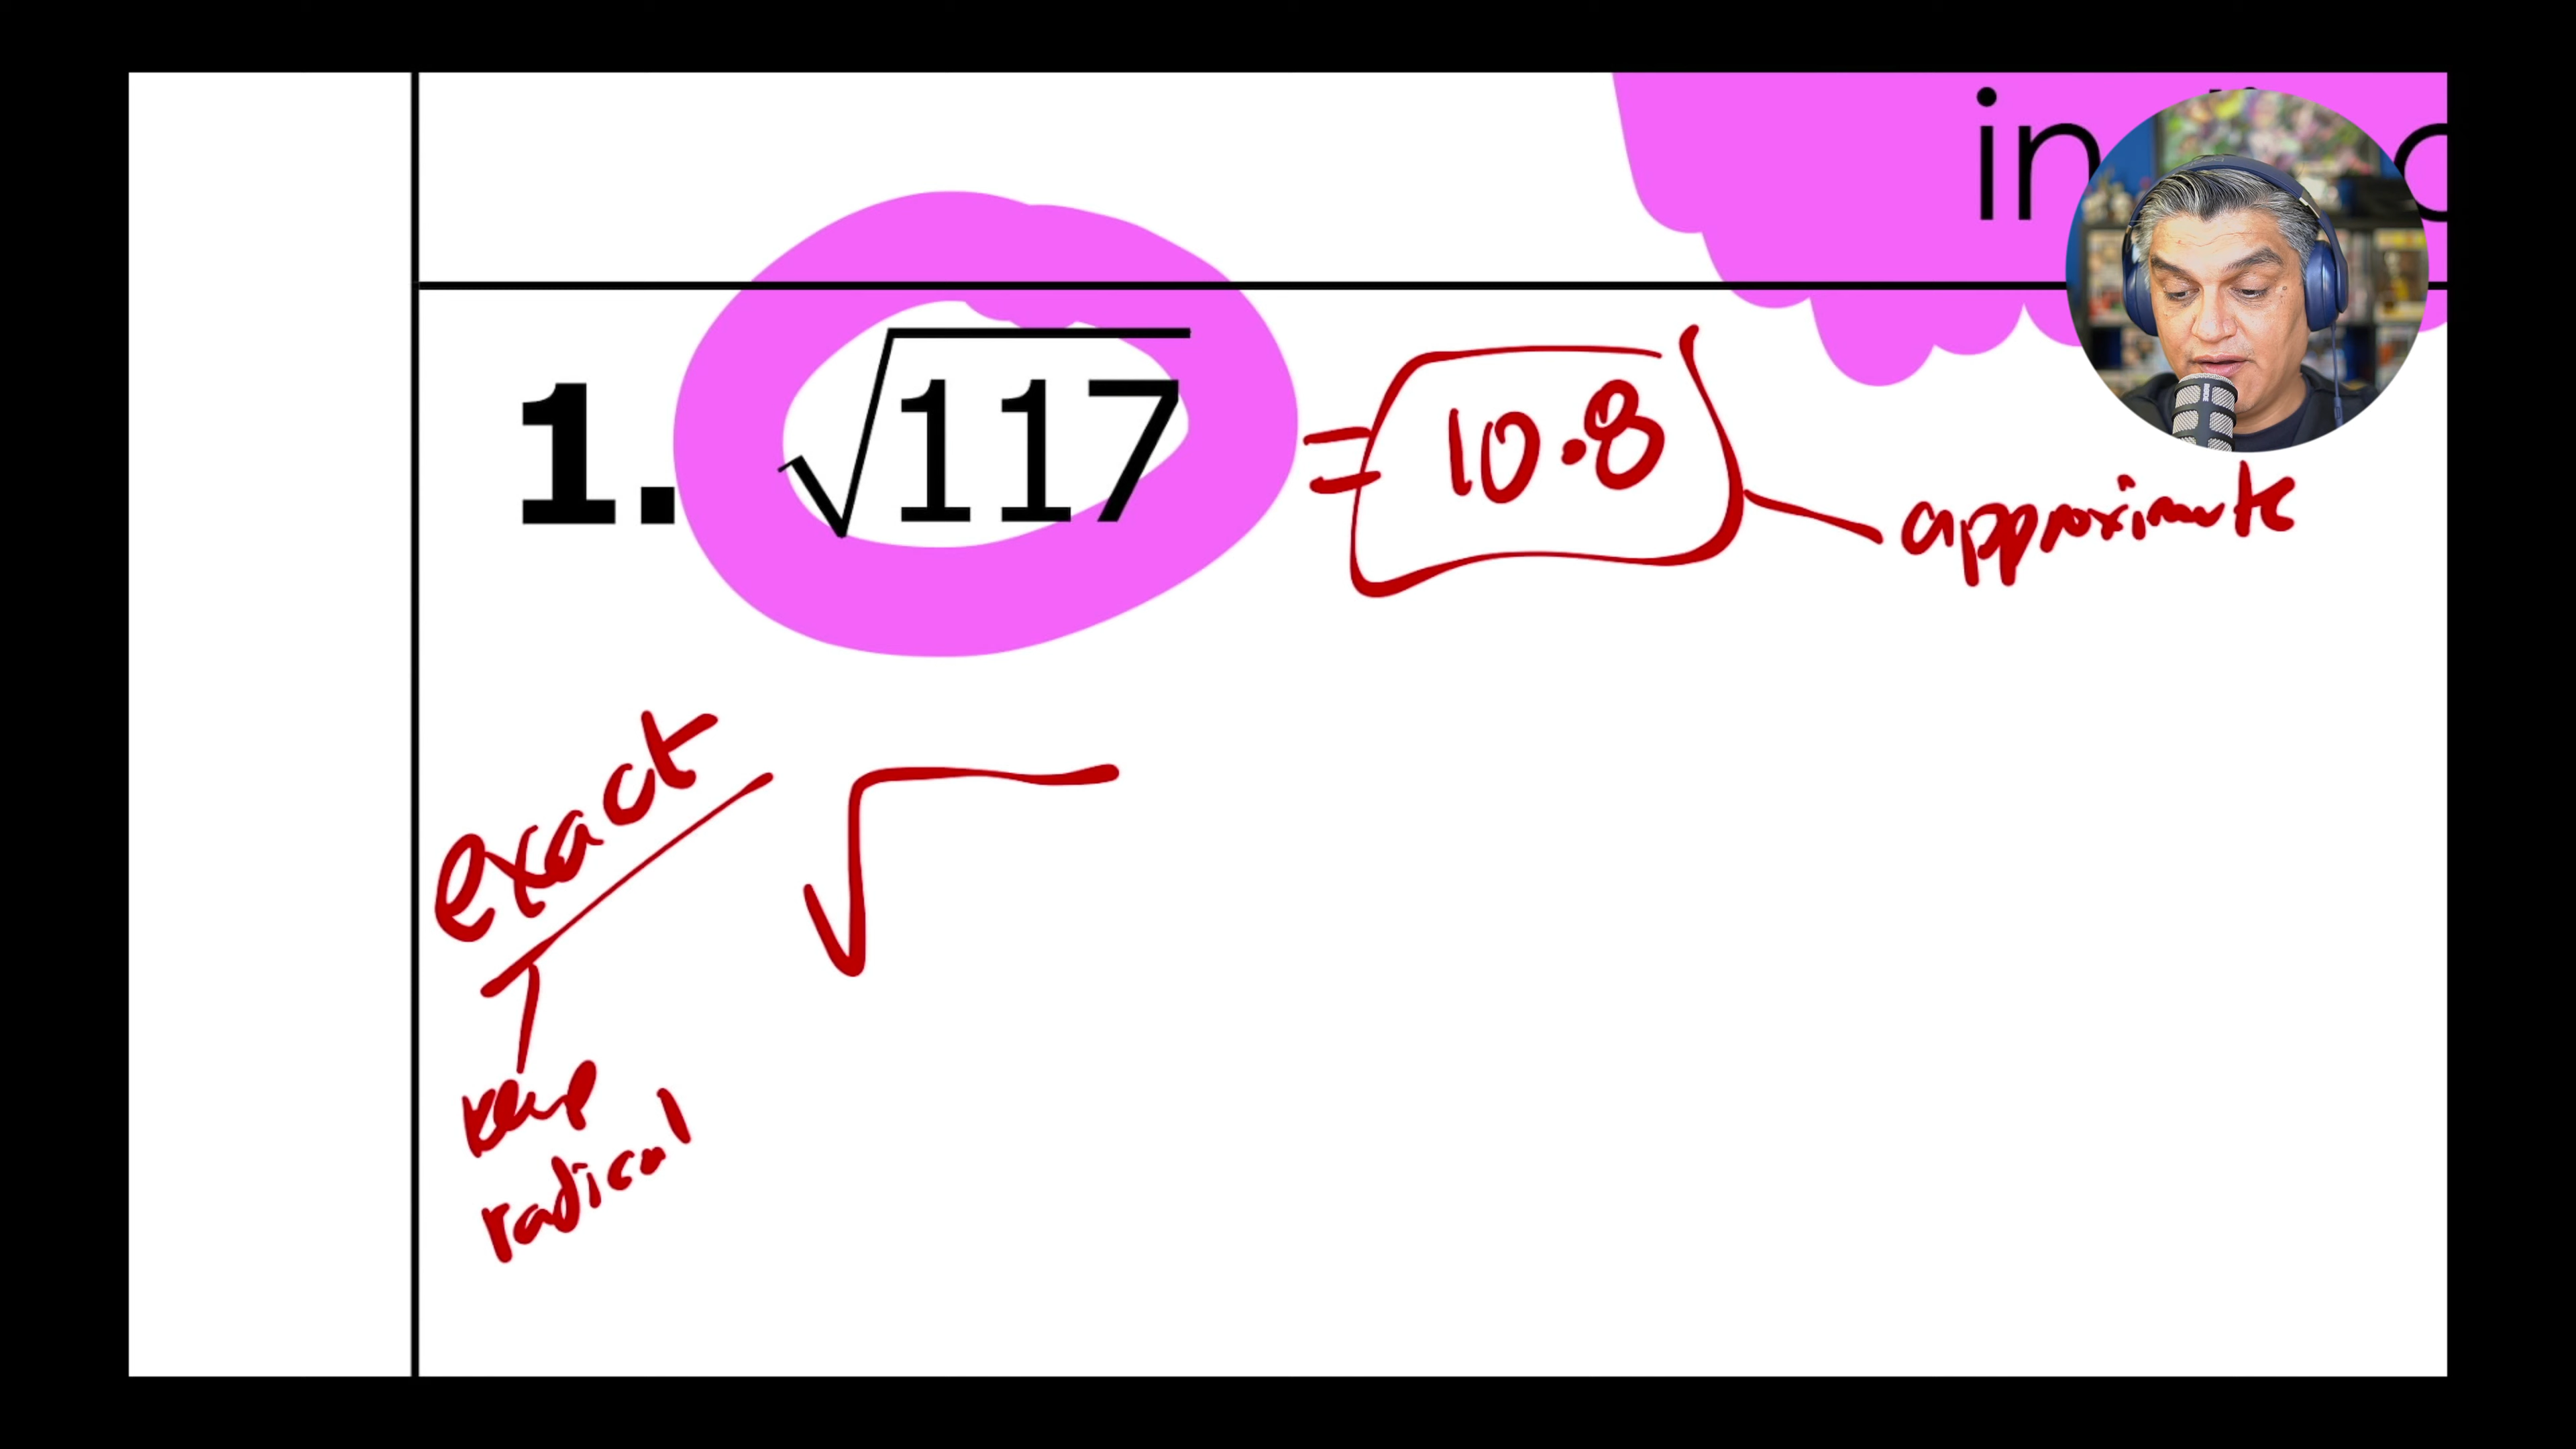 in
1. √117 = 10.8
approximate
exact √
keep
radical